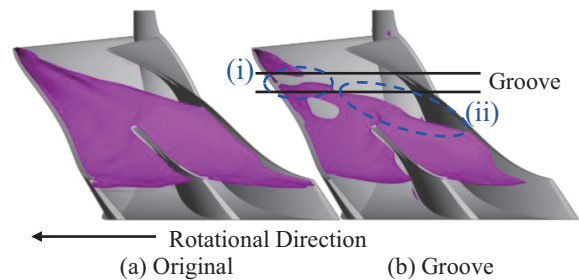 (i)
Groove
(ii)
Rotational Direction
(a) Original
(b) Groove